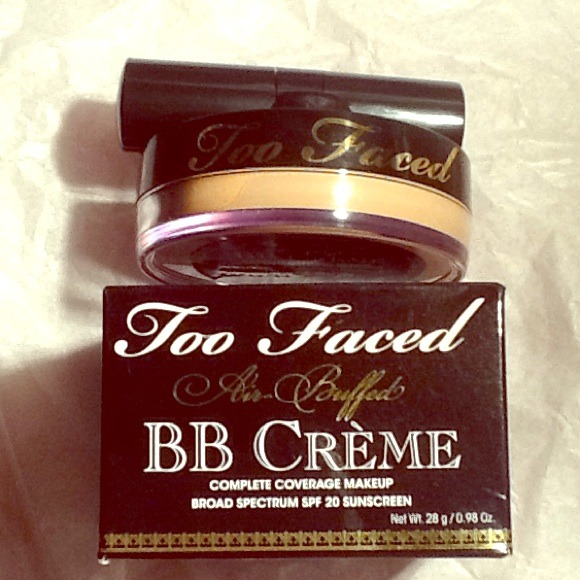 Too Faced
Too Faced
Air-Buffed
BB CRÈME
COMPLETE COVERAGE MAKEUP
BROAD SPECTRUM SPF 20 SUNSCREEN
Net Wt. 28 g / 0.98 Oz.